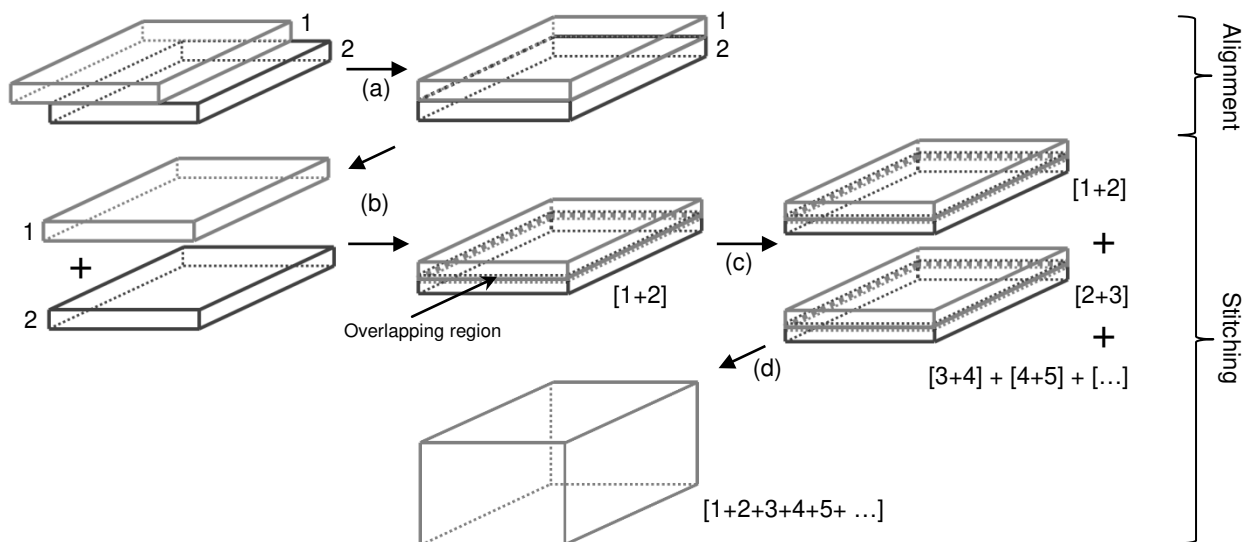 1
2
(a)
1
2
Alignment
1
+
2
(b)
Overlapping region
[1+2]
(c)
[1+2]
+
[2+3]
+
[3+4] + [4+5] + […]
(d)
[1+2+3+4+5+ …]
Stitching